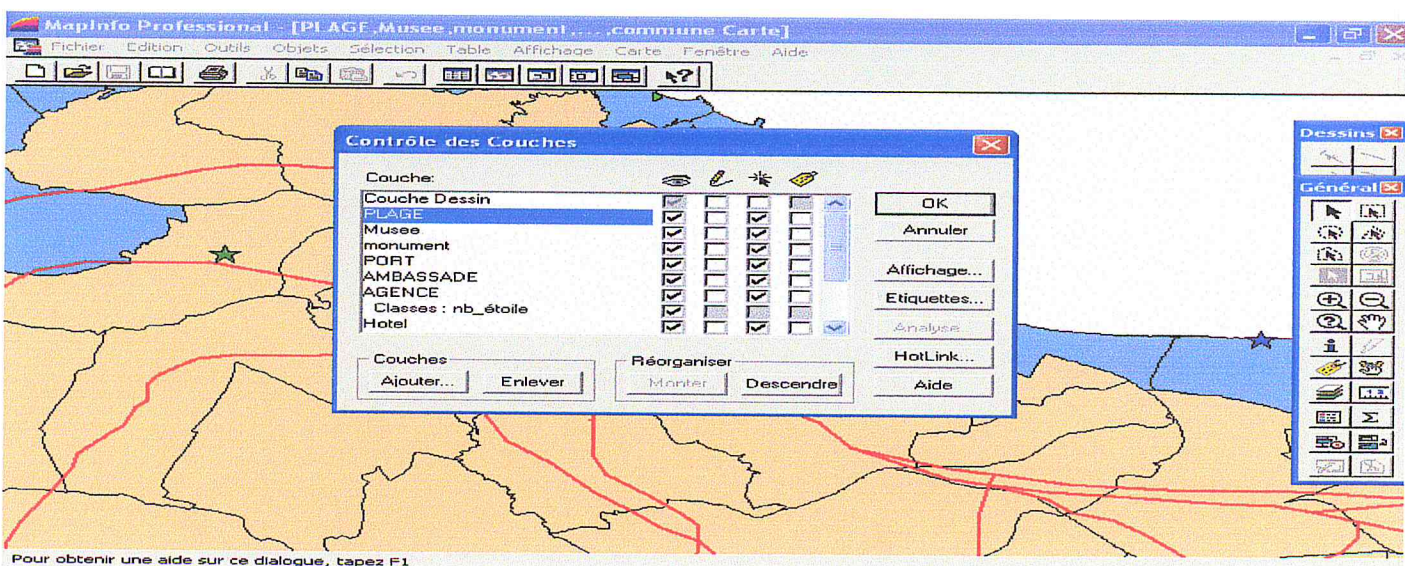 MapInfo Professional - [PLAGE,Musee,monument,...,commune Carte]
Fichier Edition Outils Objets Sélection Table Affichage Carte Fenêtre Aide
Dessins
Général
Contrôle des Couches
Couche:
Couche Dessin
PLAGE
Musee
monument
PORT
AMBASSADE
AGENCE
Classes : nb_étoile
Hotel
OK
Annuler
Affichage...
Etiquettes...
Analyse...
HotLink...
Aide
Couches
Ajouter... Enlever
Réorganiser
Monter Descendre
Pour obtenir une aide sur ce dialogue, tapez F1